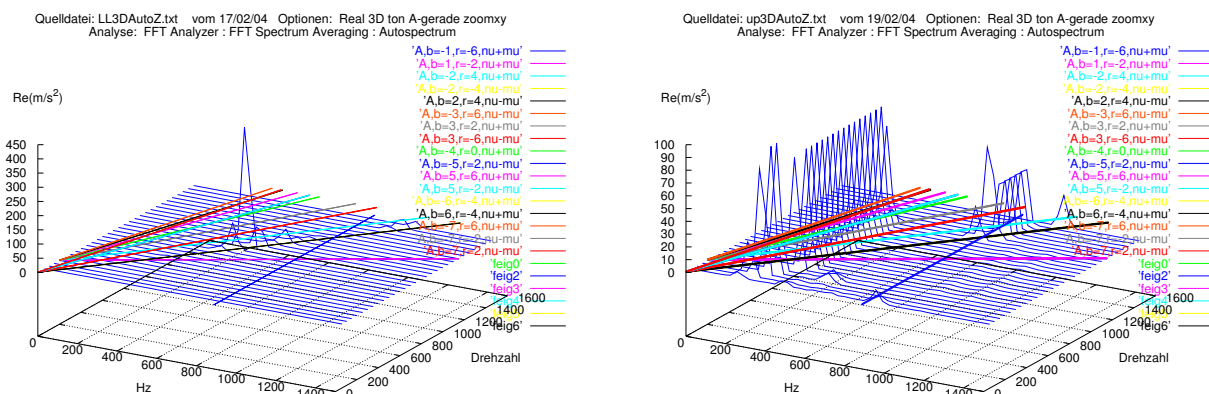 Quelldatei: LL3DAutoZ.txt vom 17/02/04 Optionen: Real 3D ton A-gerade zoomxy
Analyse: FFT Analyzer : FFT Spectrum Averaging : Autospectrum
'A,b=-1,r=-6,nu+mu'
'A,b=1,r=-2,nu+mu'
'A,b=-2,r=4,nu+mu'
'A,b=-2,r=4,nu-mu'
'A,b=2,r=4,nu-mu'
'A,b=-3,r=6,nu-mu'
'A,b=3,r=2,nu+mu'
'A,b=3,r=-6,nu-mu'
'A,b=-4,r=0,nu+mu'
'A,b=-5,r=2,nu-mu'
'A,b=5,r=6,nu+mu'
'A,b=5,r=-2,nu-mu'
'A,b=-6,r=-4,nu-mu'
'A,b=6,r=-4,nu+mu'
'A,b=-7,r=6,nu+mu'
'A,b=-7,r=2,nu-mu'
'feig0'
'feig2'
'feig3'
'feig4'
'feig6'
Re(m/s2)
450
400
350
300
250
200
150
100
50
0
0
200
400
600
800
1000
1200
1400
Hz
0
200
400
600
800
1000
1200
1400
1600
Drehzahl
Quelldatei: up3DAutoZ.txt vom 19/02/04 Optionen: Real 3D ton A-gerade zoomxy
Analyse: FFT Analyzer : FFT Spectrum Averaging : Autospectrum
'A,b=-1,r=-6,nu+mu'
'A,b=1,r=-2,nu+mu'
'A,b=-2,r=4,nu+mu'
'A,b=-2,r=4,nu-mu'
'A,b=2,r=4,nu-mu'
'A,b=-3,r=6,nu-mu'
'A,b=3,r=2,nu+mu'
'A,b=3,r=-6,nu-mu'
'A,b=-4,r=0,nu+mu'
'A,b=-5,r=2,nu-mu'
'A,b=5,r=6,nu+mu'
'A,b=5,r=-2,nu-mu'
'A,b=-6,r=-4,nu-mu'
'A,b=6,r=-4,nu+mu'
'A,b=-7,r=6,nu+mu'
'A,b=-7,r=2,nu-mu'
'feig0'
'feig2'
'feig3'
'feig4'
'feig6'
Re(m/s2)
100
90
80
70
60
50
40
30
20
10
0
0
200
400
600
800
1000
1200
1400
Hz
0
200
400
600
800
1000
1200
1400
1600
Drehzahl